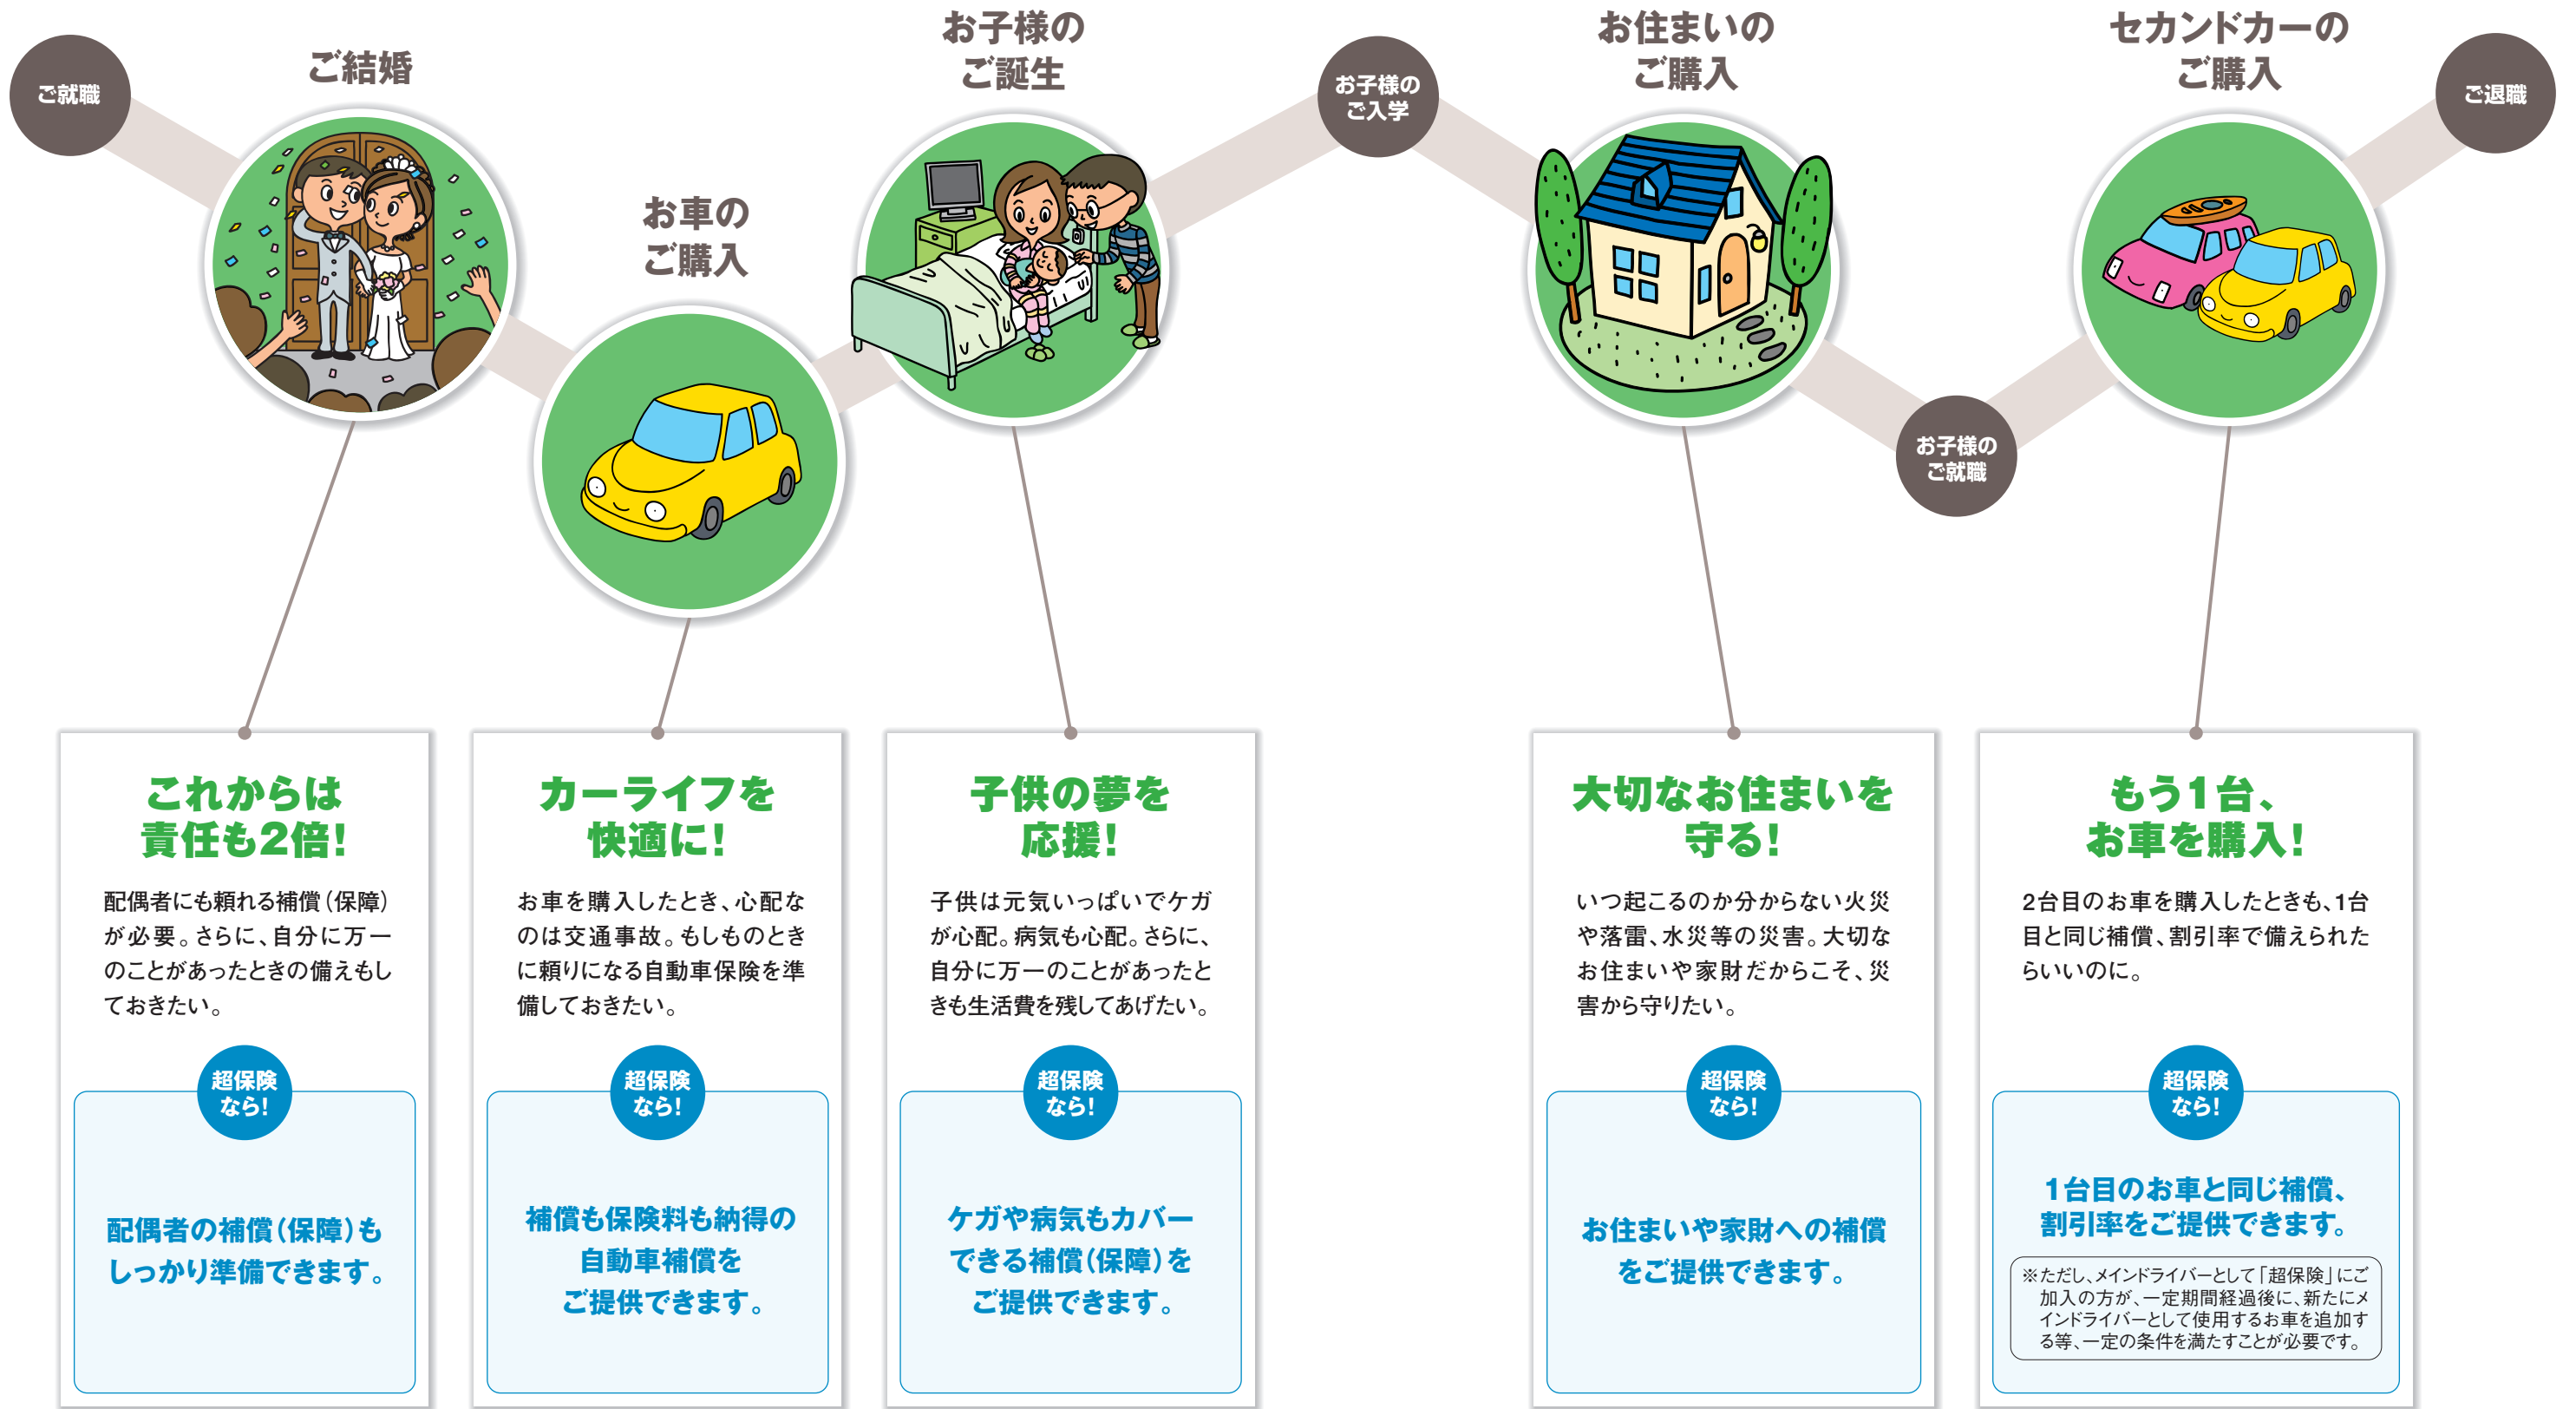 ご就職
ご結婚
お車の
ご購入
お子様の
ご誕生
お子様の
ご入学
お住まいの
ご購入
お子様の
ご就職
セカンドカーの
ご購入
ご退職
これからは
責任も2倍!
配偶者にも頼れる補償(保障)
が必要。さらに、自分に万一
のことがあったときの備えもし
ておきたい。
超保険
なら!
配偶者の補償(保障)も
しっかり準備できます。
カーライフを
快適に!
お車を購入したとき、心配な
のは交通事故。もしものとき
に頼りになる自動車保険を準
備しておきたい。
超保険
なら!
補償も保険料も納得の
自動車補償を
ご提供できます。
子供の夢を
応援!
子供は元気いっぱいでケガ
が心配。病気も心配。さらに、
自分に万一のことがあったと
きも生活費を残してあげたい。
超保険
なら!
ケガや病気もカバー
できる補償(保障)を
ご提供できます。
大切なお住まいを
守る!
いつ起こるのか分からない火災
や落雷、水災等の災害。大切な
お住まいや家財だからこそ、災
害から守りたい。
超保険
なら!
お住まいや家財への補償
をご提供できます。
もう1台、
お車を購入!
2台目のお車を購入したときも、1台
目と同じ補償、割引率で備えられた
らいいのに。
超保険
なら!
1台目のお車と同じ補償、
割引率をご提供できます。
※ただし、メインドライバーとして「超保険」にご
加入の方が、一定期間経過後に、新たにメ
インドライバーとして使用するお車を追加す
る等、一定の条件を満たすことが必要です。